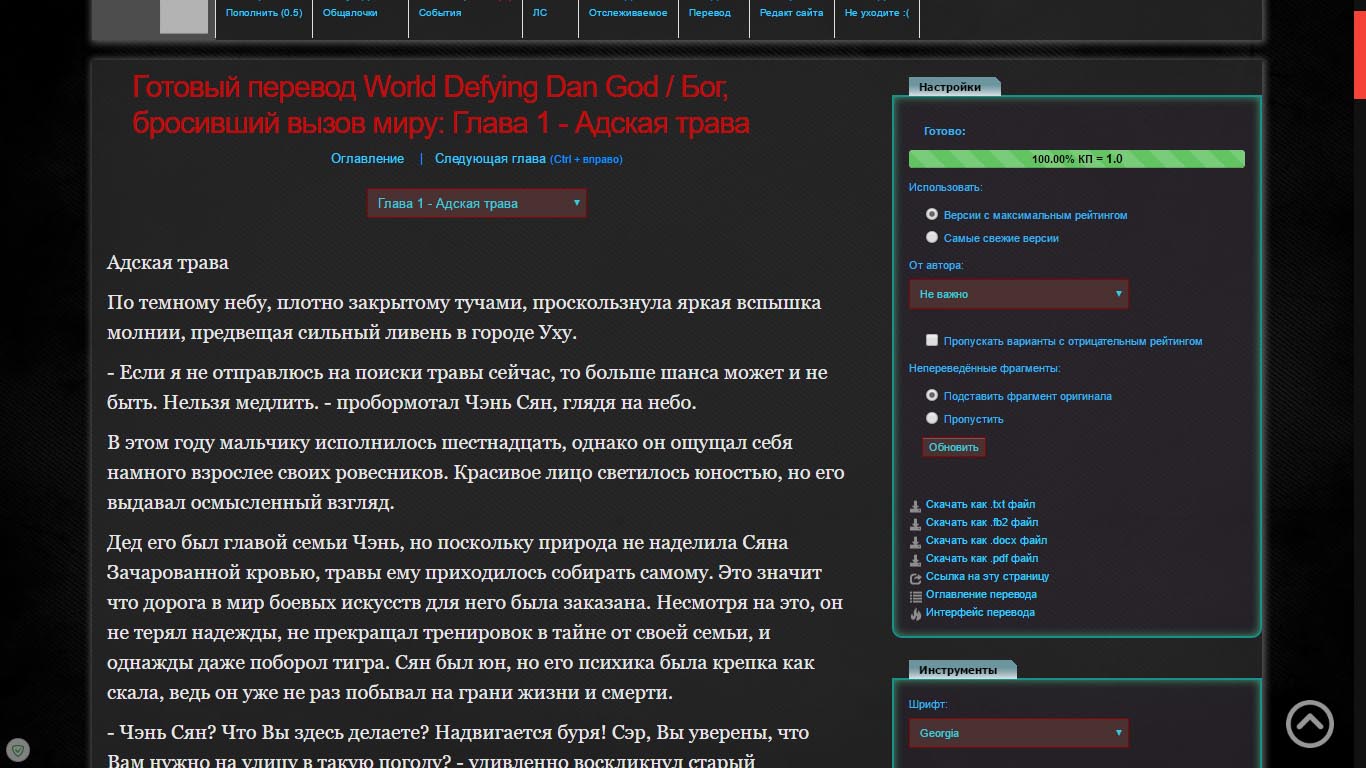 Пополнить (0.5)
Общалочки
События
ЛС
Отслеживаемое
Перевод
Редакт сайта
Не уходите :(
Готовый перевод World Defying Dan God / Бог,
бросивший вызов миру: Глава 1 - Адская трава
Оглавление | Следующая глава (Ctrl + вправо)
Глава 1 - Адская трава
Адская трава
По темному небу, плотно закрытому тучами, проскользнула яркая вспышка
молнии, предвещая сильный ливень в городе Уху.
- Если я не отправлюсь на поиски травы сейчас, то больше шанса может и не
быть. Нельзя медлить. - пробормотал Чэнь Сян, глядя на небо.
В этом году мальчику исполнилось шестнадцать, однако он ощущал себя
намного взрослее своих ровесников. Красивое лицо светилось юностью, но его
выдавал осмысленный взгляд.
Дед его был главой семьи Чэнь, но поскольку природа не наделила Сяна
Зачарованной кровью, травы ему приходилось собирать самому. Это значит
что дорога в мир боевых искусств для него была заказана. Несмотря на это, он
не терял надежды, не прекращал тренировок в тайне от своей семьи, и
однажды даже поборол тигра. Сян был юн, но его психика была крепка как
скала, ведь он уже не раз побывал на грани жизни и смерти.
- Чэнь Сян? Что Вы здесь делаете? Надвигается буря! Сэр, Вы уверены, что
Вам нужно на улицу в такую погоду? - удивленно воскликнул старый
Настройки
Готово:
100.00% КП = 1.0
Использовать:
Версии с максимальным рейтингом
Самые свежие версии
От автора:
Не важно
Пропускать варианты с отрицательным рейтингом
Непереведённые фрагменты:
Подставить фрагмент оригинала
Пропустить
Обновить
Скачать как .txt файл
Скачать как .fb2 файл
Скачать как .docx файл
Скачать как .pdf файл
Ссылка на эту страницу
Оглавление перевода
Интерфейс перевода
Инструменты
Шрифт:
Georgia